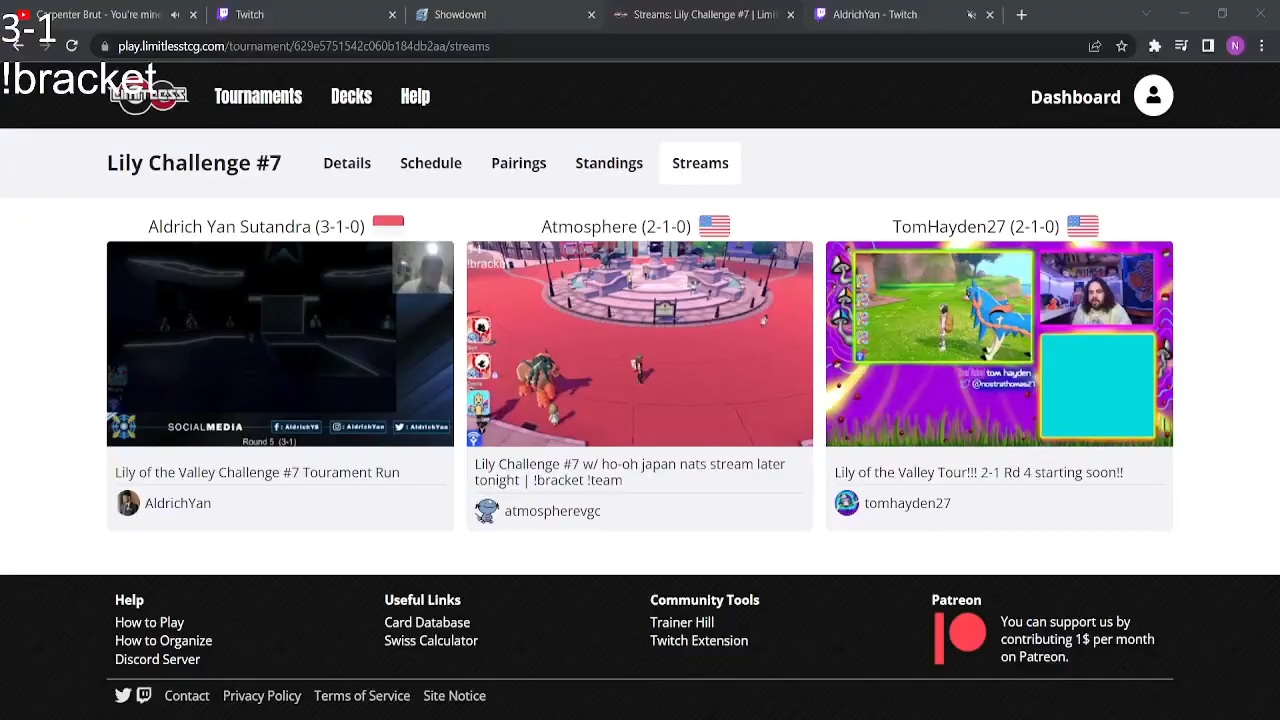 Carpenter Brut - You're mine
Twitch
Showdown!
Streams: Lily Challenge #7 | Limit
AldrichYan - Twitch
play.limitlesstcg.com/tournament/629e5751542c060b184db2aa/streams
N
3-1
!bracket
LIMITLESS
Tournaments
Decks
Help
Dashboard
Lily Challenge #7
Details
Schedule
Pairings
Standings
Streams
Aldrich Yan Sutandra (3-1-0)
SOCIALMEDIA
: AldrichYS
: AldrichYan
: AldrichYan
Round 5 (3-1)
Lily of the Valley Challenge #7 Tourament Run
AldrichYan
Atmosphere (2-1-0)
!bracket
Lily Challenge #7 w/ ho-oh japan nats stream later
tonight | !bracket !team
atmospherevgc
TomHayden27 (2-1-0)
YouTube tom hayden
Lily of the Valley Tour!!! 2-1 Rd 4 starting soon!!
tomhayden27
Help
How to Play
How to Organize
Discord Server
Useful Links
Card Database
Swiss Calculator
Community Tools
Trainer Hill
Twitch Extension
Patreon
You can support us by
contributing 1$ per month
on Patreon.
Contact
Privacy Policy
Terms of Service
Site Notice